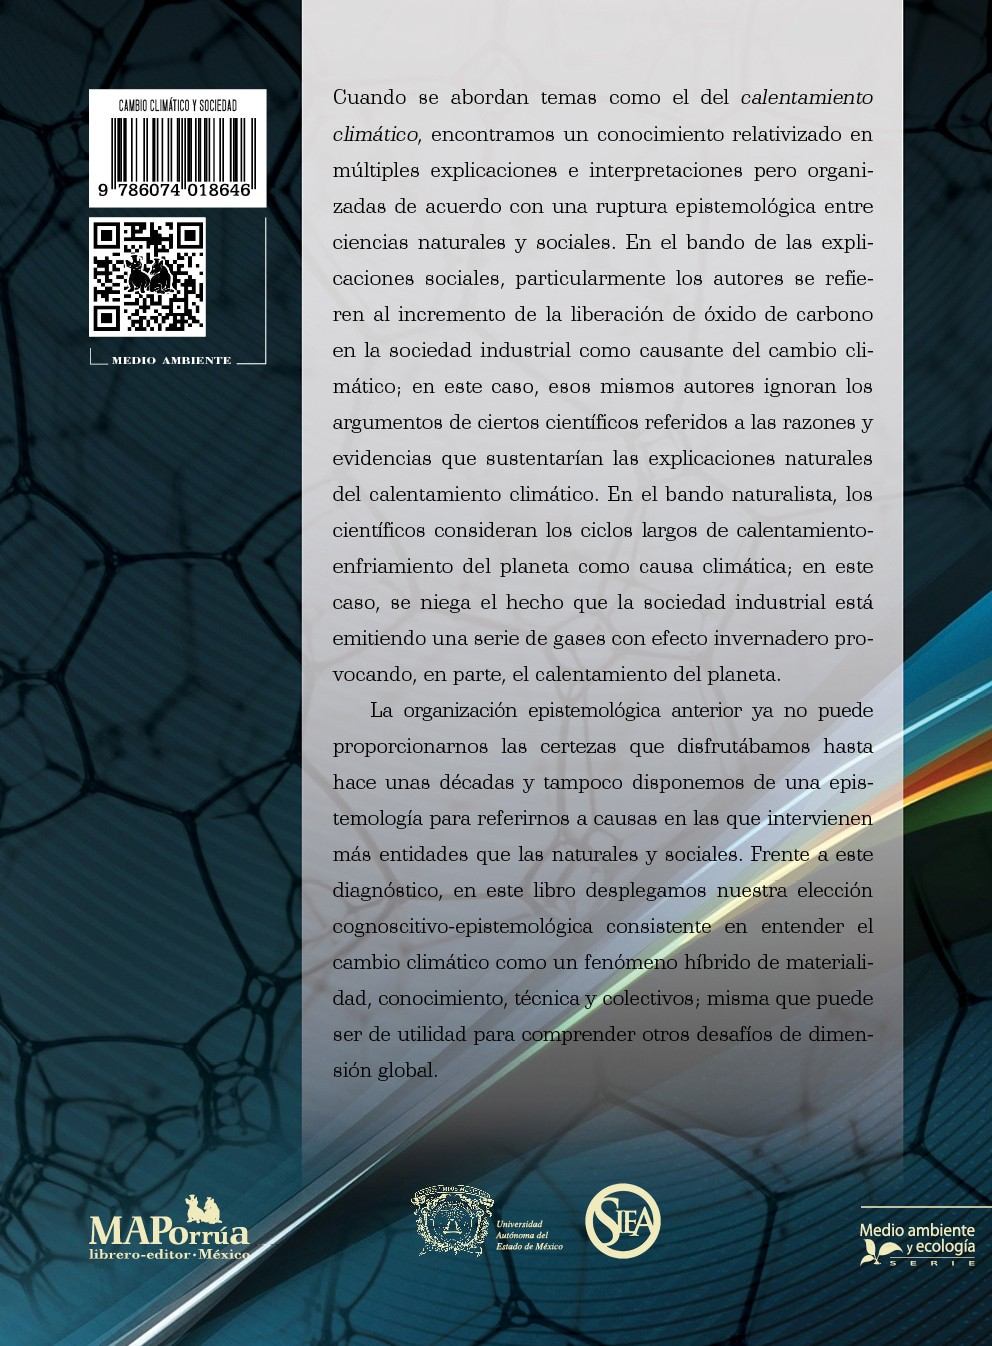 CAMBIO CLIMÁTICO Y SOCIEDAD
9 786074 018646
MEDIO AMBIENTE
Cuando se abordan temas como el del calentamiento
climático, encontramos un conocimiento relativizado en
múltiples explicaciones e interpretaciones pero organi-
zadas de acuerdo con una ruptura epistemológica entre
ciencias naturales y sociales. En el bando de las expli-
caciones sociales, particularmente los autores se refie-
ren al incremento de la liberación de óxido de carbono
en la sociedad industrial como causante del cambio cli-
mático; en este caso, esos mismos autores ignoran los
argumentos de ciertos científicos referidos a las razones y
evidencias que sustentarían las explicaciones naturales
del calentamiento climático. En el bando naturalista, los
científicos consideran los ciclos largos de calentamiento-
enfriamiento del planeta como causa climática; en este
caso, se niega el hecho que la sociedad industrial está
emitiendo una serie de gases con efecto invernadero pro-
vocando, en parte, el calentamiento del planeta.
La organización epistemológica anterior ya no puede
proporcionarnos las certezas que disfrutábamos hasta
hace unas décadas y tampoco disponemos de una epis-
temología para referirnos a causas en las que intervienen
más entidades que las naturales y sociales. Frente a este
diagnóstico, en este libro desplegamos nuestra elección
cognoscitivo-epistemológica consistente en entender el
cambio climático como un fenómeno híbrido de materiali-
dad, conocimiento, técnica y colectivos; misma que puede
ser de utilidad para comprender otros desafíos de dimen-
sión global.
MAPorrúa
librero-editor · México
Universidad
Autónoma del
Estado de México
SIEA
Medio ambiente
y ecología
SERIE